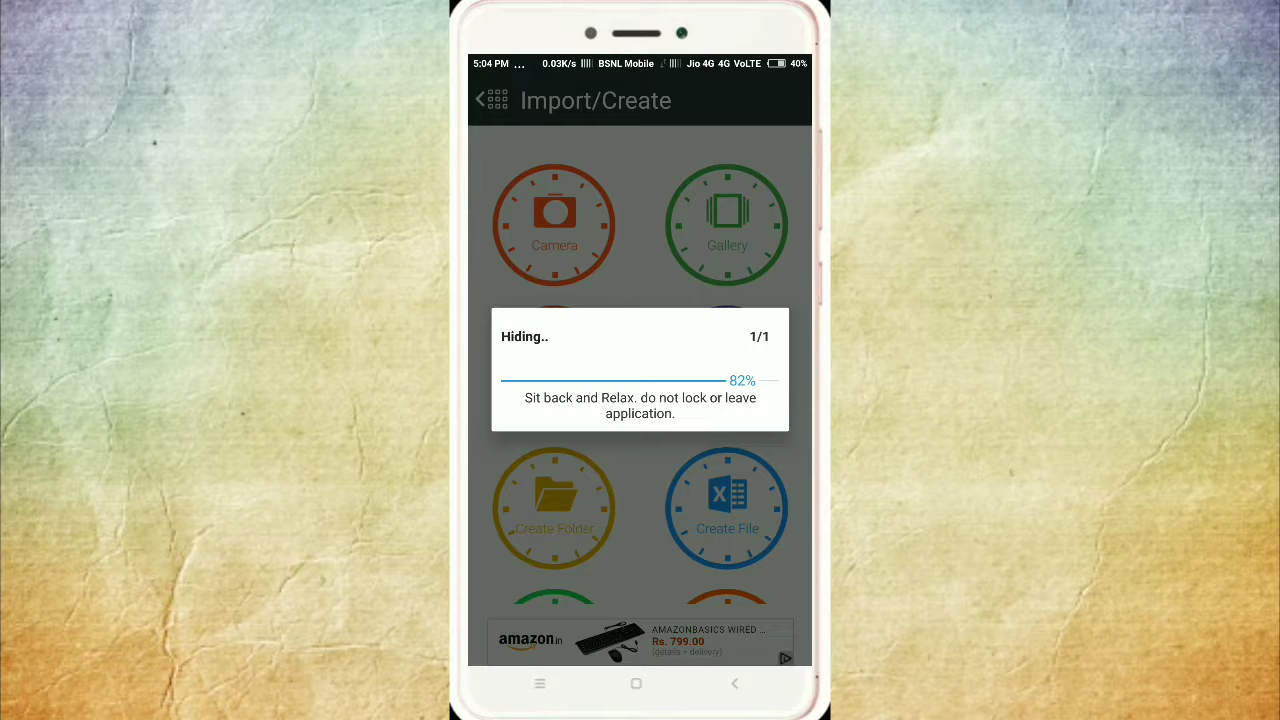 5:04 PM ... 0.03K/s BSNL Mobile Jio 4G 4G VoLTE 40%
Import/Create
Camera Gallery
Hiding.. 1/1
82%
Sit back and Relax. do not lock or leave
application.
Create Folder Create File
amazon.in AMAZONBASICS WIRED ...
Rs. 799.00
(details + delivery)